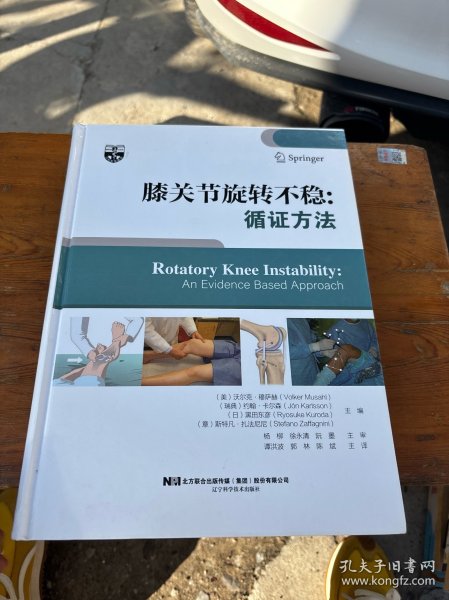 Springer
膝关节旋转不稳:
循证方法
Rotatory Knee Instability:
An Evidence Based Approach
(美)沃尔克·穆萨赫(Volker Musahl)
(瑞典)约翰·卡尔森(Jón Karlsson)
(日)黑田东彦(Ryosuke Kuroda)
(意)斯特凡·扎法尼尼(Stefano Zaffagnini)
主 编
杨 柳 徐永清 阮 墨 主 审
谭洪波 郭 林 陈 斌 主 译
北方联合出版传媒(集团)股份有限公司
辽宁科学技术出版社
孔夫子旧书网
www.kongfz.com